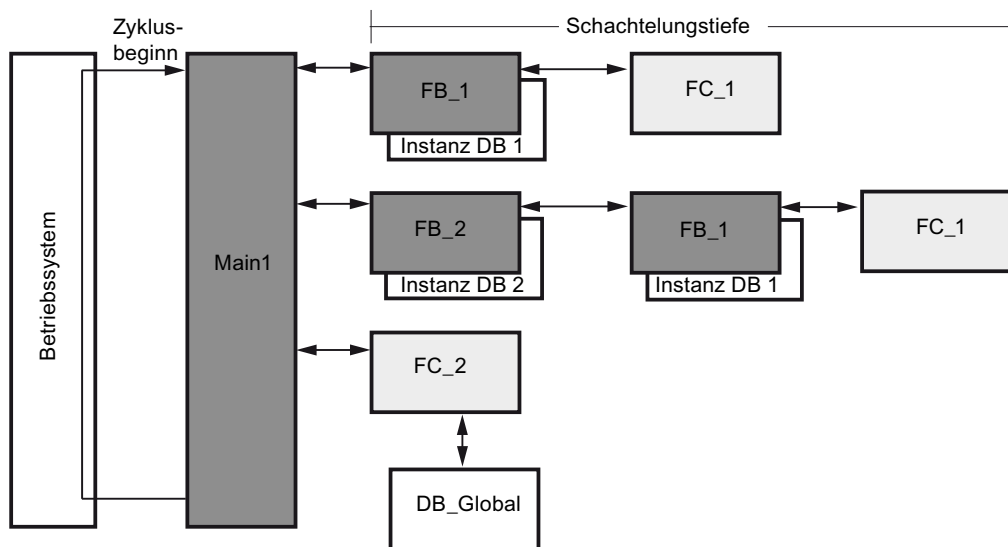 Zyklus-
beginn
Schachtelungstiefe
Betriebssystem
Main1
FB_1
Instanz DB 1
FC_1
FB_2
Instanz DB 2
FB_1
Instanz DB 1
FC_1
FC_2
DB_Global